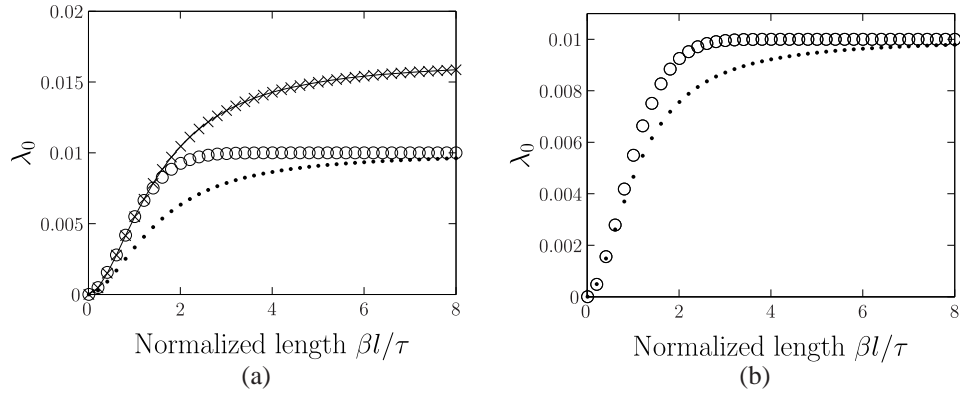 0.02
0.015
0.01
0.005
0
λ₀
0 2 4 6 8
Normalized length βl/τ
(a)
0.01
0.008
0.006
0.004
0.002
0
λ₀
0 2 4 6 8
Normalized length βl/τ
(b)